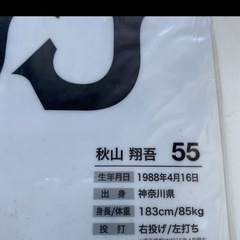 秋山 翔吾 55
生年月日 1988年4月16日
出身 神奈川県
身長/体重 183cm/85kg
投打 右投げ/左打ち